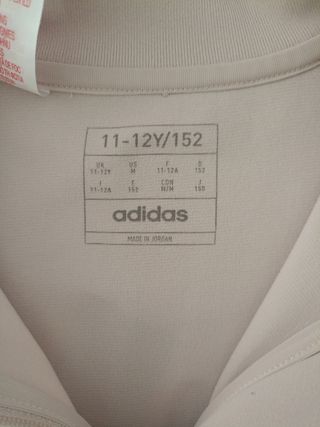 11-12Y/152
UK US F D
11-12Y M 11-12A 152
I E CDN J
11-12A 152 M/M 150
adidas
MADE IN JORDAN